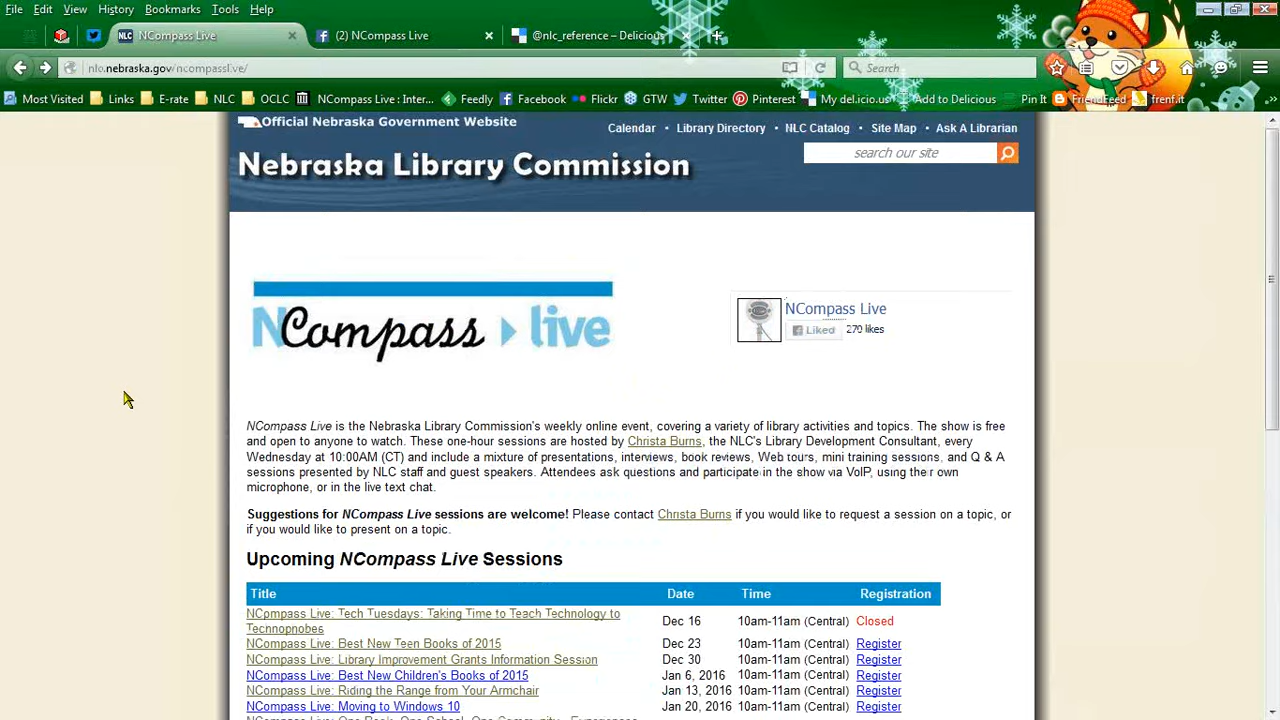 File Edit View History Bookmarks Tools Help
NCompass Live (2) NCompass Live @nlc_reference – Delicious
nlc.nebraska.gov/ncompasslive/ Search
Most Visited Links E-rate NLC OCLC NCompass Live : Inter... Feedly Facebook Flickr GTW Twitter Pinterest My del.icio.us Add to Delicious Pin It FriendFeed frenf.it
Official Nebraska Government Website
Calendar • Library Directory • NLC Catalog • Site Map • Ask A Librarian
search our site
Nebraska Library Commission
NCompass live
NCompass Live
Liked 270 likes
NCompass Live is the Nebraska Library Commission's weekly online event, covering a variety of library activities and topics. The show is free
and open to anyone to watch. These one-hour sessions are hosted by Christa Burns, the NLC's Library Development Consultant, every
Wednesday at 10:00AM (CT) and include a mixture of presentations, interviews, book reviews, Web tours, mini training sessions, and Q & A
sessions presented by NLC staff and guest speakers. Attendees ask questions and participate in the show via VoIP, using their own
microphone, or in the live text chat.
Suggestions for NCompass Live sessions are welcome! Please contact Christa Burns if you would like to request a session on a topic, or
if you would like to present on a topic.
Upcoming NCompass Live Sessions
Title Date Time Registration
NCompass Live: Tech Tuesdays: Taking Time to Teach Technology to
Technophobes Dec 16 10am-11am (Central) Closed
NCompass Live: Best New Teen Books of 2015 Dec 23 10am-11am (Central) Register
NCompass Live: Library Improvement Grants Information Session Dec 30 10am-11am (Central) Register
NCompass Live: Best New Children's Books of 2015 Jan 6, 2016 10am-11am (Central) Register
NCompass Live: Riding the Range from Your Armchair Jan 13, 2016 10am-11am (Central) Register
NCompass Live: Moving to Windows 10 Jan 20, 2016 10am-11am (Central) Register
NCompass Live: One Book, One School, One Community - Experiences